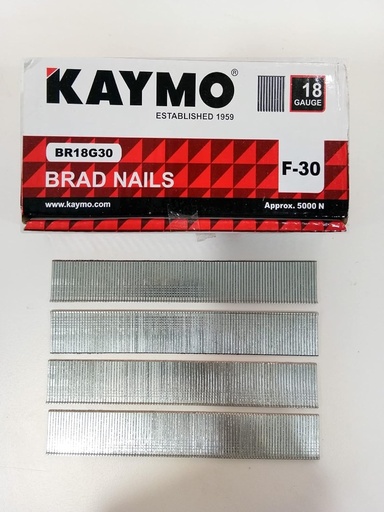 KAYMO®
ESTABLISHED 1959
18
GAUGE
BR18G30
BRAD NAILS
F-30
www.kaymo.com
Approx. 5000 N